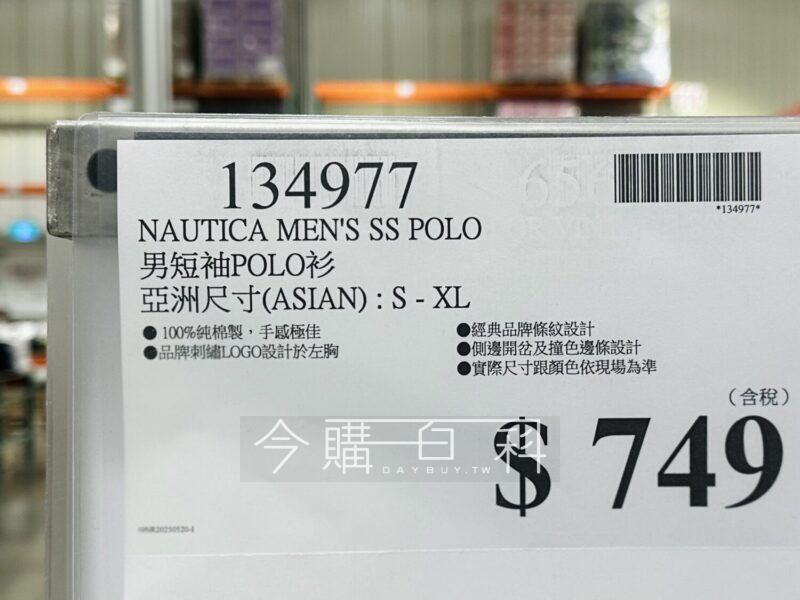 134977
*134977*
NAUTICA MEN'S SS POLO
男短袖POLO衫
亞洲尺寸(ASIAN) : S - XL
● 100%純棉製，手感極佳
●品牌刺繡LOGO設計於左胸
●經典品牌條紋設計
●側邊開岔及撞色邊條設計
●實際尺寸跟顏色依現場為準
（含稅）
$ 749
今購百科
DAYBUY.TW